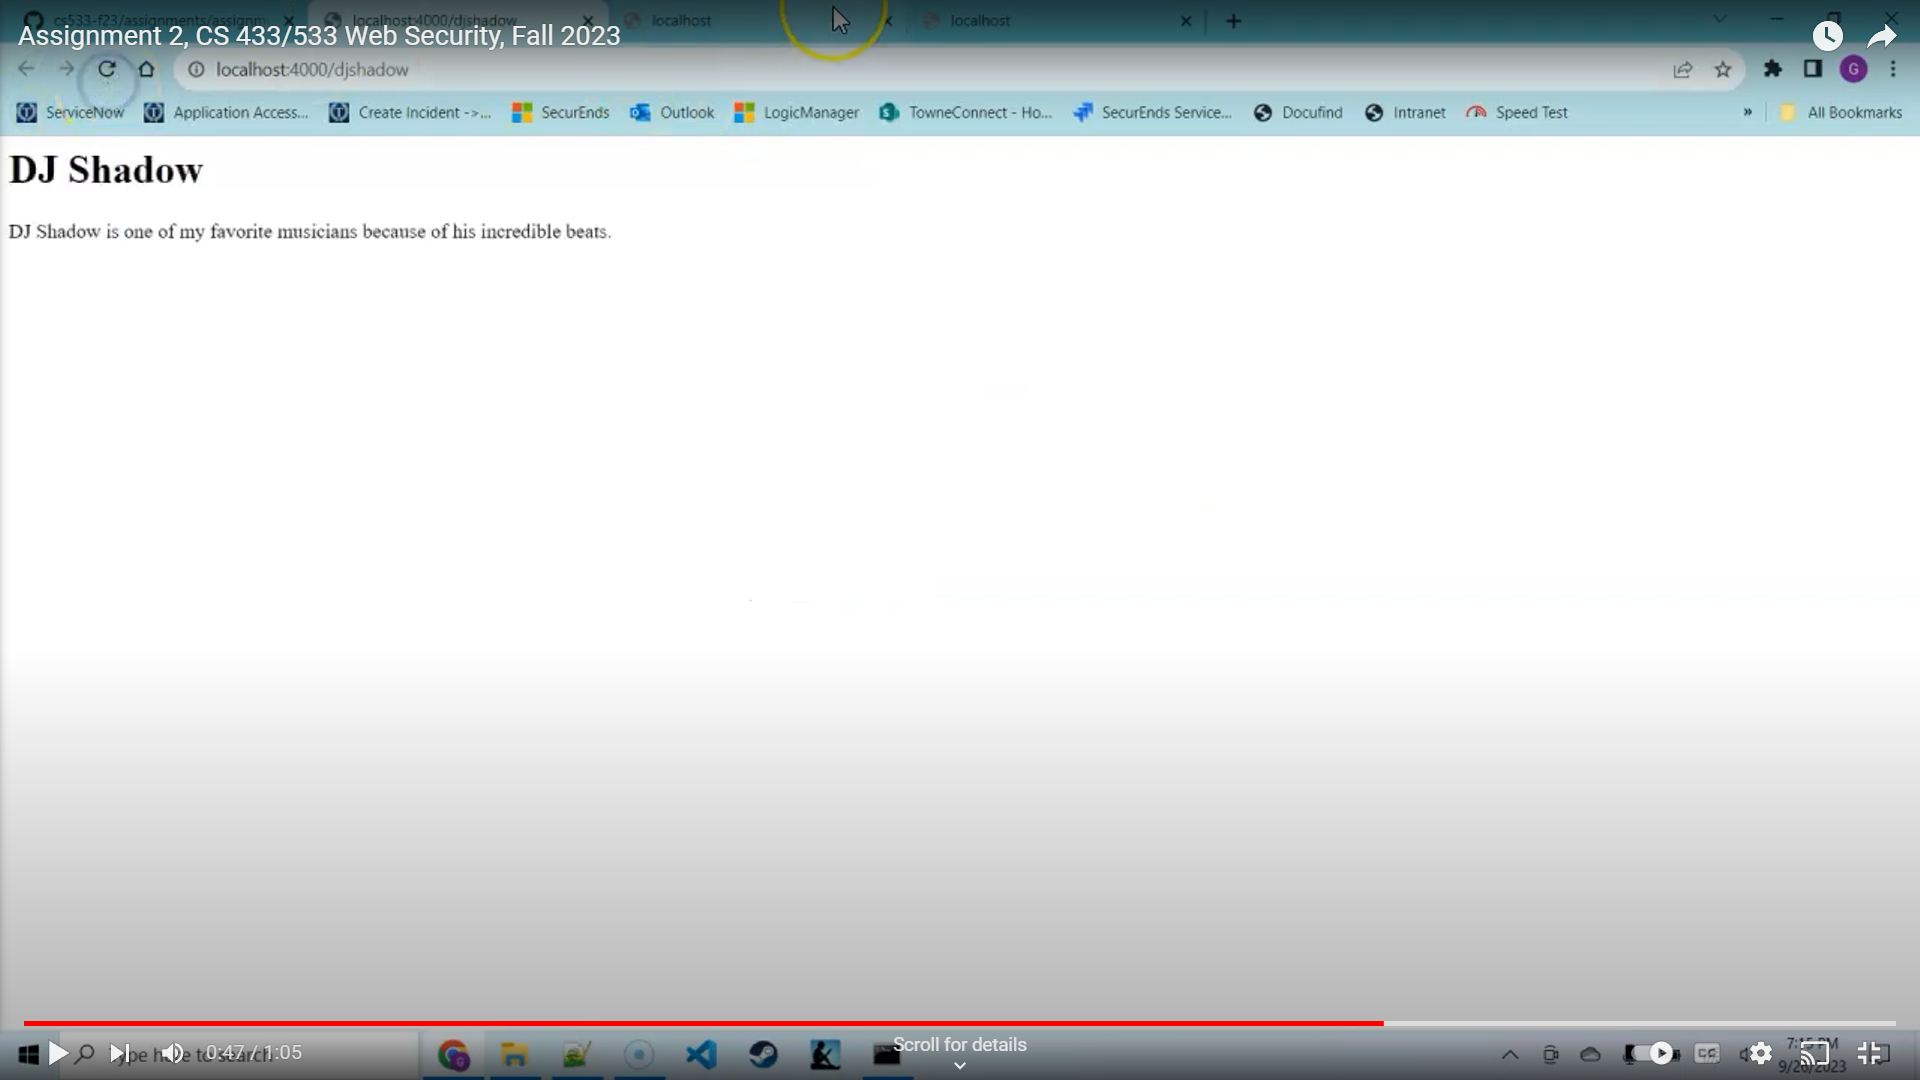 cs533-f23/assignments/assignm
localhost:4000/djshadow
localhost
localhost
Assignment 2, CS 433/533 Web Security, Fall 2023
localhost:4000/djshadow
G
ServiceNow
Application Access...
Create Incident ->...
SecurEnds
Outlook
LogicManager
TowneConnect - Ho...
SecurEnds Service...
Docufind
Intranet
Speed Test
»
All Bookmarks
DJ Shadow
DJ Shadow is one of my favorite musicians because of his incredible beats.
Type here to search
0:47 / 1:05
Scroll for details
CC
7:15 PM
9/26/2023